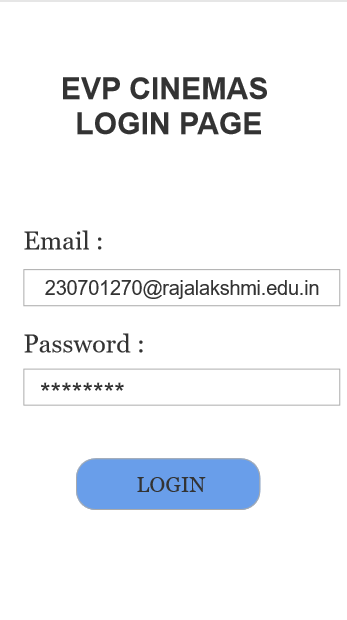 EVP CINEMAS
LOGIN PAGE
Email :
230701270@rajalakshmi.edu.in
Password :
********
LOGIN